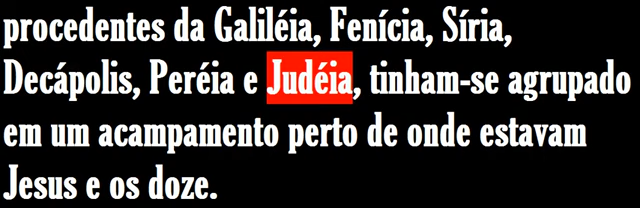 procedentes da Galiléia, Fenícia, Síria,
Decápolis, Peréia e Judéia, tinham-se agrupado
em um acampamento perto de onde estavam
Jesus e os doze.